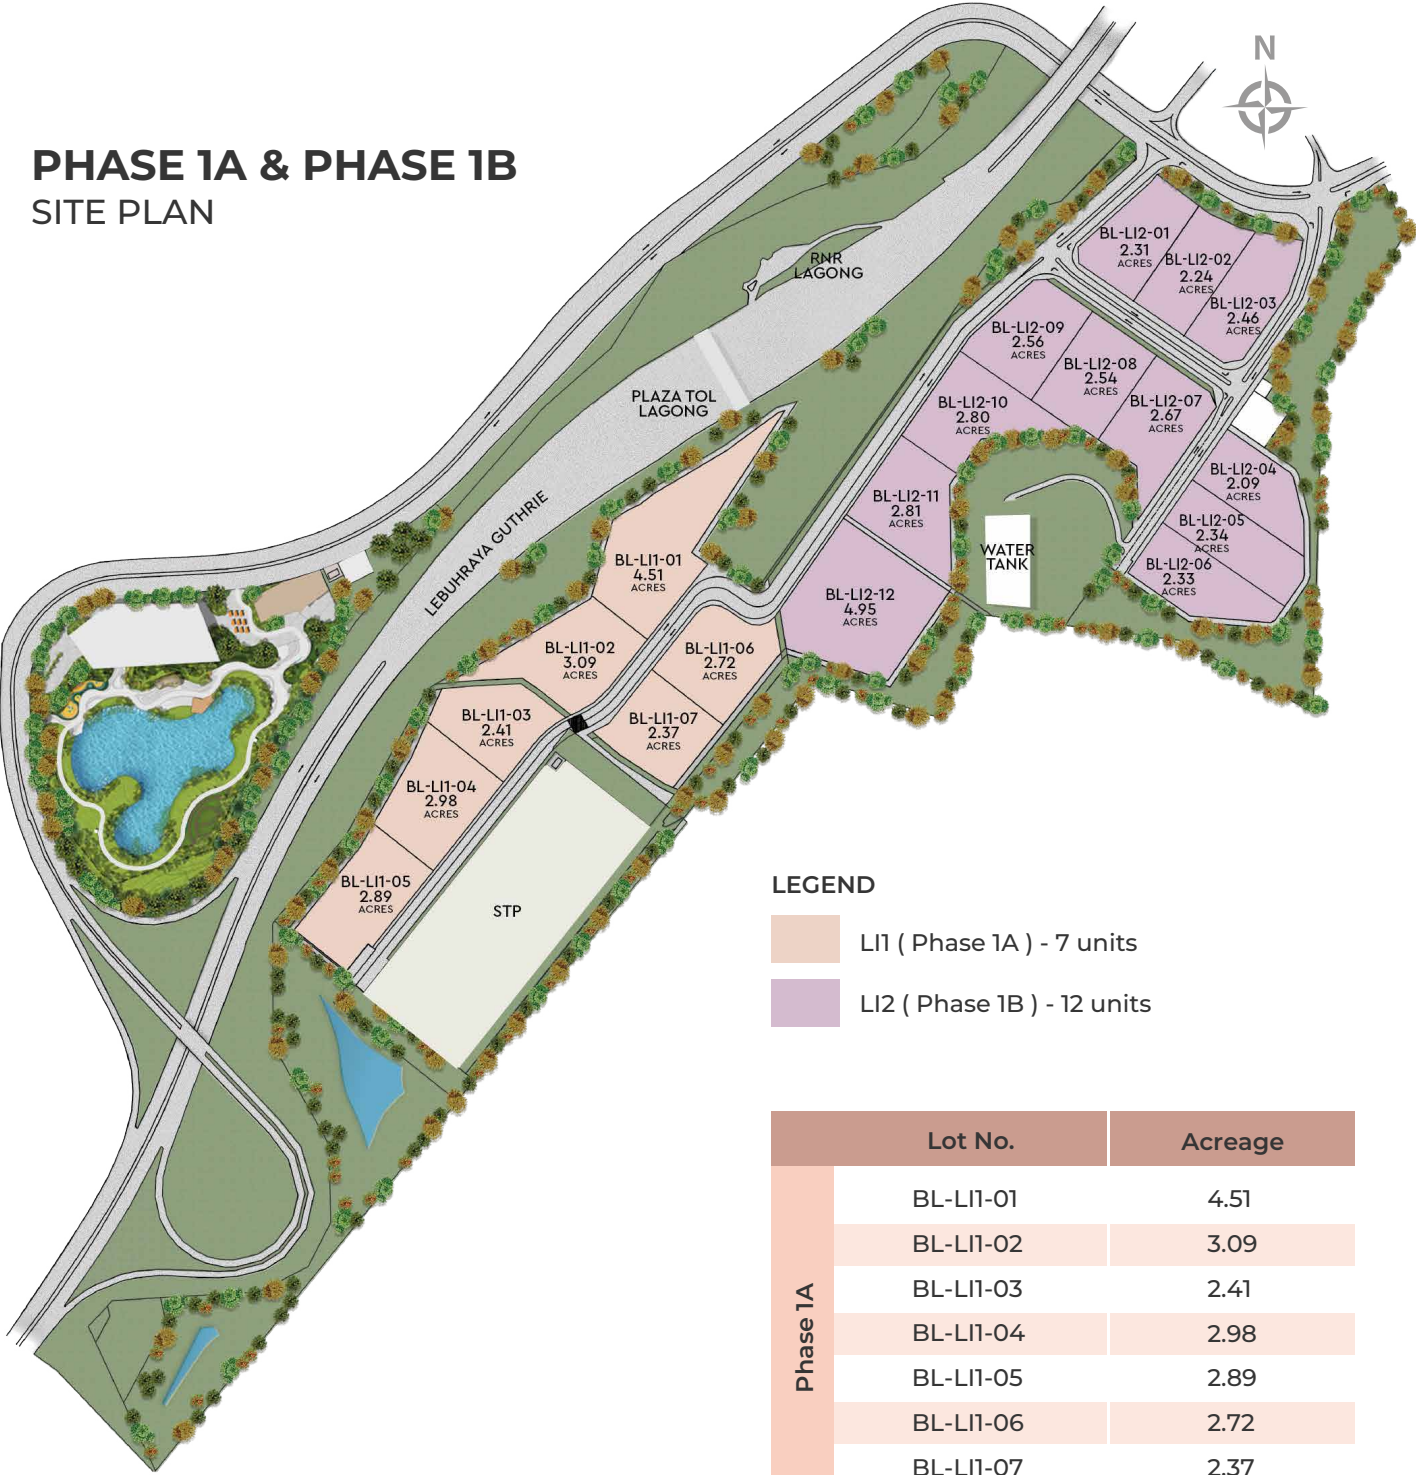 N
PHASE 1A & PHASE 1B
SITE PLAN
BL-LI2-01
2.31
ACRES
BL-LI2-02
2.24
ACRES
BL-LI2-03
2.46
ACRES
RNR
LAGONG
BL-LI2-09
2.56
ACRES
BL-LI2-08
2.54
ACRES
BL-LI2-07
2.67
ACRES
PLAZA TOL
LAGONG
BL-LI2-10
2.80
ACRES
BL-LI2-04
2.09
ACRES
BL-LI2-11
2.81
ACRES
BL-LI2-05
2.34
ACRES
BL-LI2-06
2.33
ACRES
WATER
TANK
LEBUHRAYA GUTHRIE
BL-LI1-01
4.51
ACRES
BL-LI2-12
4.95
ACRES
BL-LI1-02
3.09
ACRES
BL-LI1-06
2.72
ACRES
BL-LI1-03
2.41
ACRES
BL-LI1-07
2.37
ACRES
BL-LI1-04
2.98
ACRES
BL-LI1-05
2.89
ACRES
STP
LEGEND
LI1 ( Phase 1A ) - 7 units
LI2 ( Phase 1B ) - 12 units
Lot No. Acreage
Phase 1A
BL-LI1-01 4.51
BL-LI1-02 3.09
BL-LI1-03 2.41
BL-LI1-04 2.98
BL-LI1-05 2.89
BL-LI1-06 2.72
BL-LI1-07 2.37